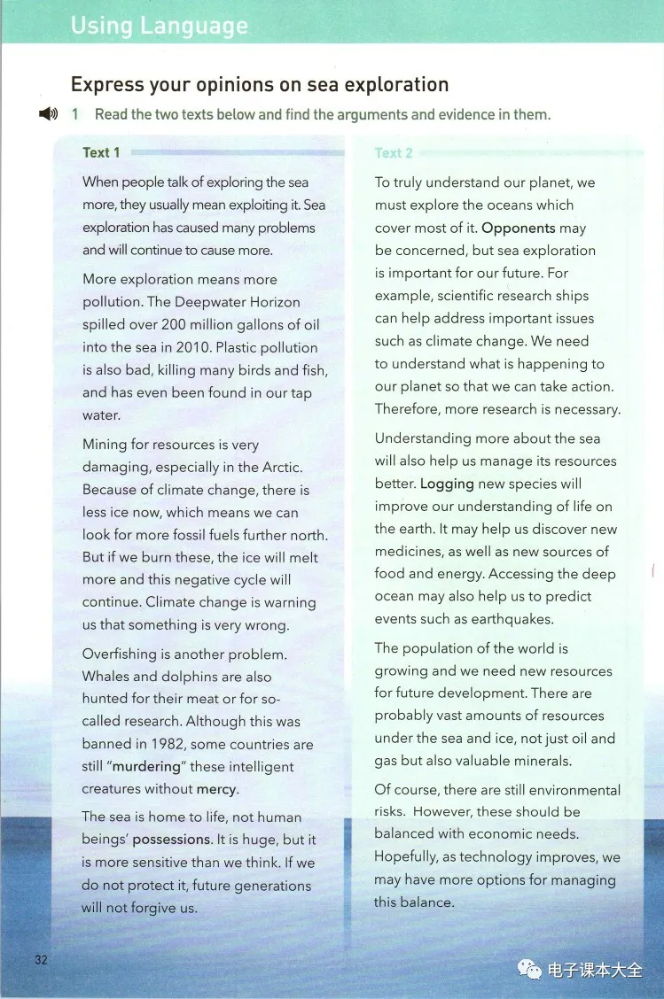 Using Language
Express your opinions on sea exploration
1 Read the two texts below and find the arguments and evidence in them.
Text 1
When people talk of exploring the sea
more, they usually mean exploiting it. Sea
exploration has caused many problems
and will continue to cause more.
More exploration means more
pollution. The Deepwater Horizon
spilled over 200 million gallons of oil
into the sea in 2010. Plastic pollution
is also bad, killing many birds and fish,
and has even been found in our tap
water.
Mining for resources is very
damaging, especially in the Arctic.
Because of climate change, there is
less ice now, which means we can
look for more fossil fuels further north.
But if we burn these, the ice will melt
more and this negative cycle will
continue. Climate change is warning
us that something is very wrong.
Overfishing is another problem.
Whales and dolphins are also
hunted for their meat or for so-
called research. Although this was
banned in 1982, some countries are
still “murdering” these intelligent
creatures without mercy.
The sea is home to life, not human
beings’ possessions. It is huge, but it
is more sensitive than we think. If we
do not protect it, future generations
will not forgive us.
Text 2
To truly understand our planet, we
must explore the oceans which
cover most of it. Opponents may
be concerned, but sea exploration
is important for our future. For
example, scientific research ships
can help address important issues
such as climate change. We need
to understand what is happening to
our planet so that we can take action.
Therefore, more research is necessary.
Understanding more about the sea
will also help us manage its resources
better. Logging new species will
improve our understanding of life on
the earth. It may help us discover new
medicines, as well as new sources of
food and energy. Accessing the deep
ocean may also help us to predict
events such as earthquakes.
The population of the world is
growing and we need new resources
for future development. There are
probably vast amounts of resources
under the sea and ice, not just oil and
gas but also valuable minerals.
Of course, there are still environmental
risks. However, these should be
balanced with economic needs.
Hopefully, as technology improves, we
may have more options for managing
this balance.
32
电子课本大全